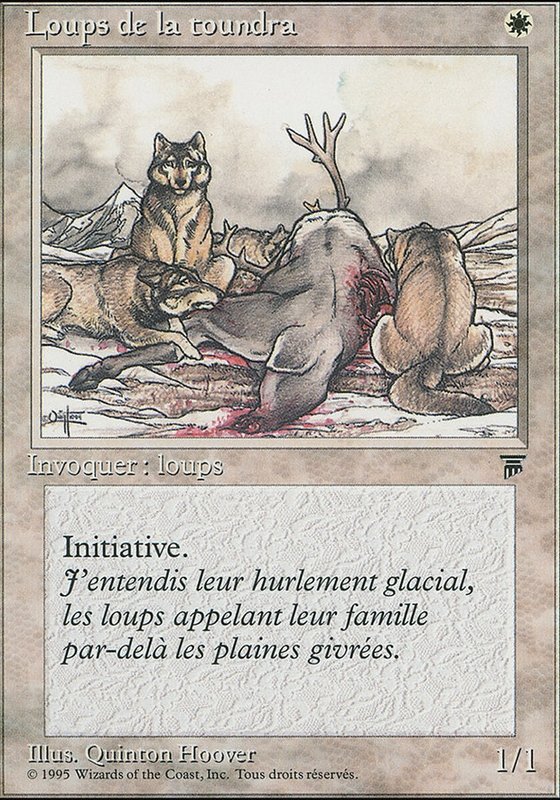 Loups de la toundra
Invoquer : loups
Initiative.
J'entendis leur hurlement glacial,
les loups appelant leur famille
par-delà les plaines givrées.
Illus. Quinton Hoover
1/1
© 1995 Wizards of the Coast, Inc. Tous droits réservés.